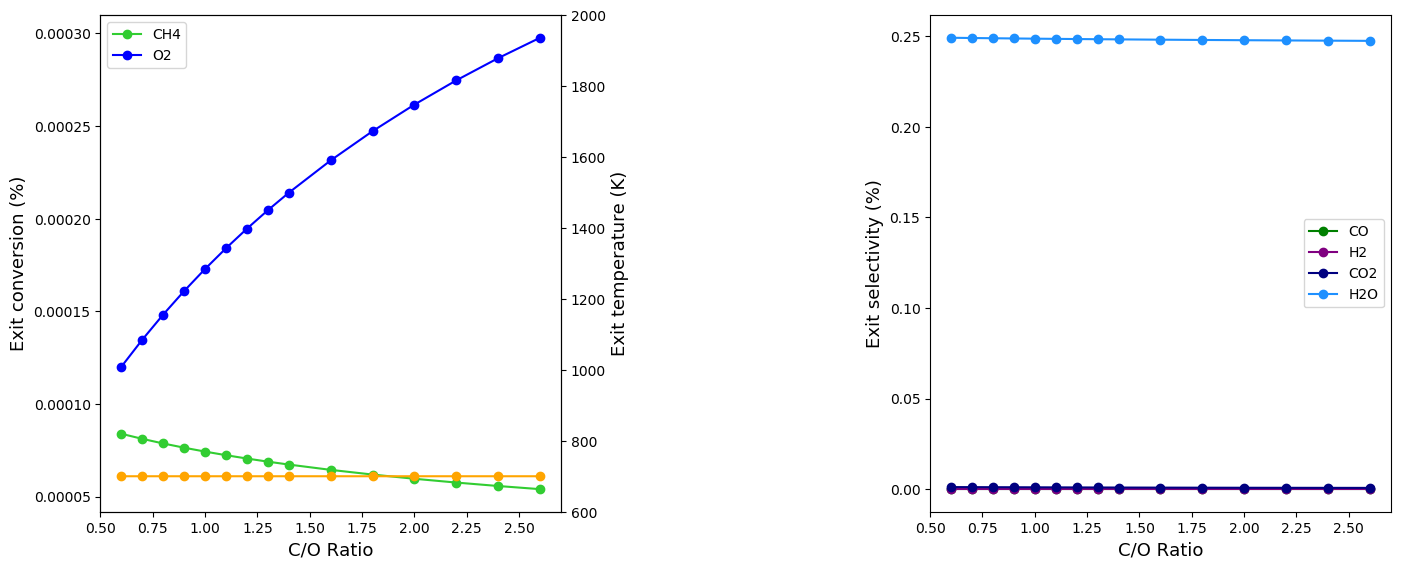 CH4
O2
0.00030
0.00025
0.00020
0.00015
0.00010
0.00005
Exit conversion (%)
2000
1800
1600
1400
1200
1000
800
600
Exit temperature (K)
0.50 0.75 1.00 1.25 1.50 1.75 2.00 2.25 2.50
C/O Ratio
0.25
0.20
0.15
0.10
0.05
0.00
Exit selectivity (%)
CO
H2
CO2
H2O
0.50 0.75 1.00 1.25 1.50 1.75 2.00 2.25 2.50
C/O Ratio